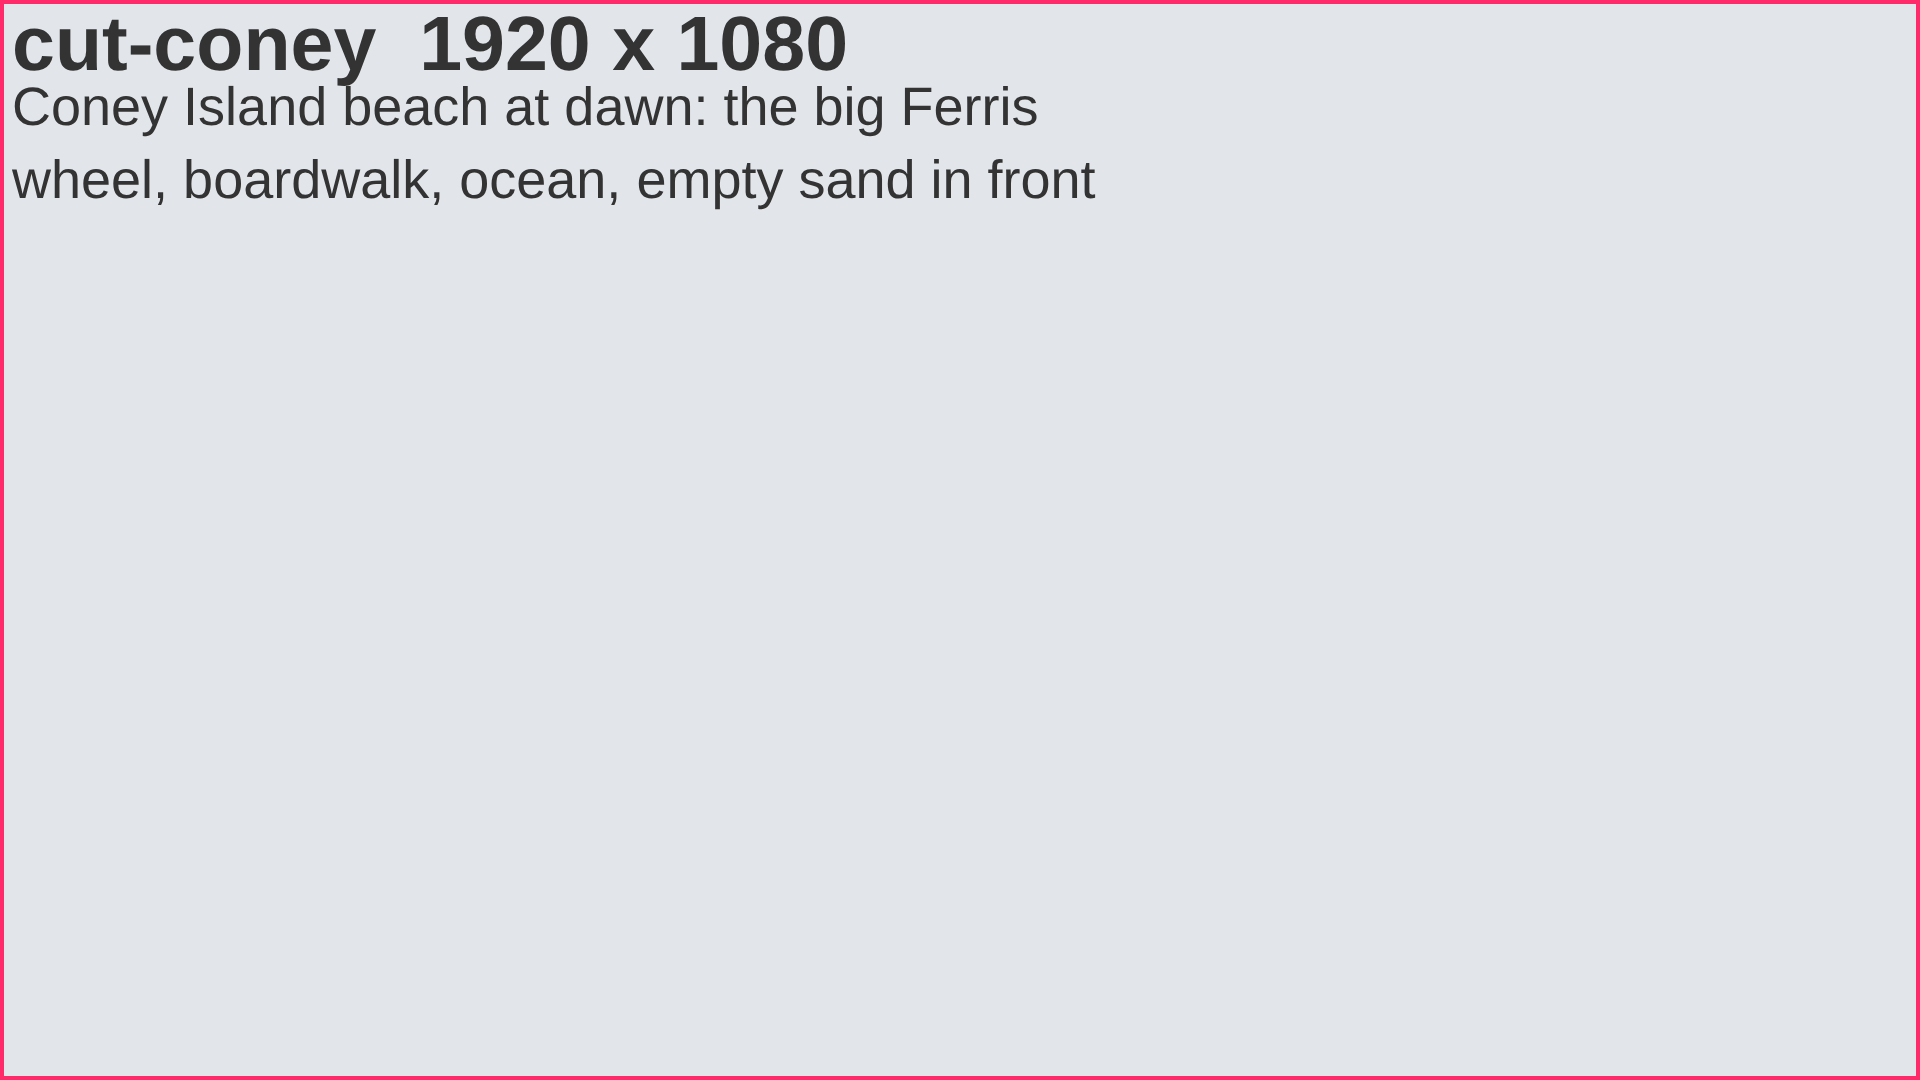 cut-coney 1920 x 1080
Coney Island beach at dawn: the big Ferris
wheel, boardwalk, ocean, empty sand in front